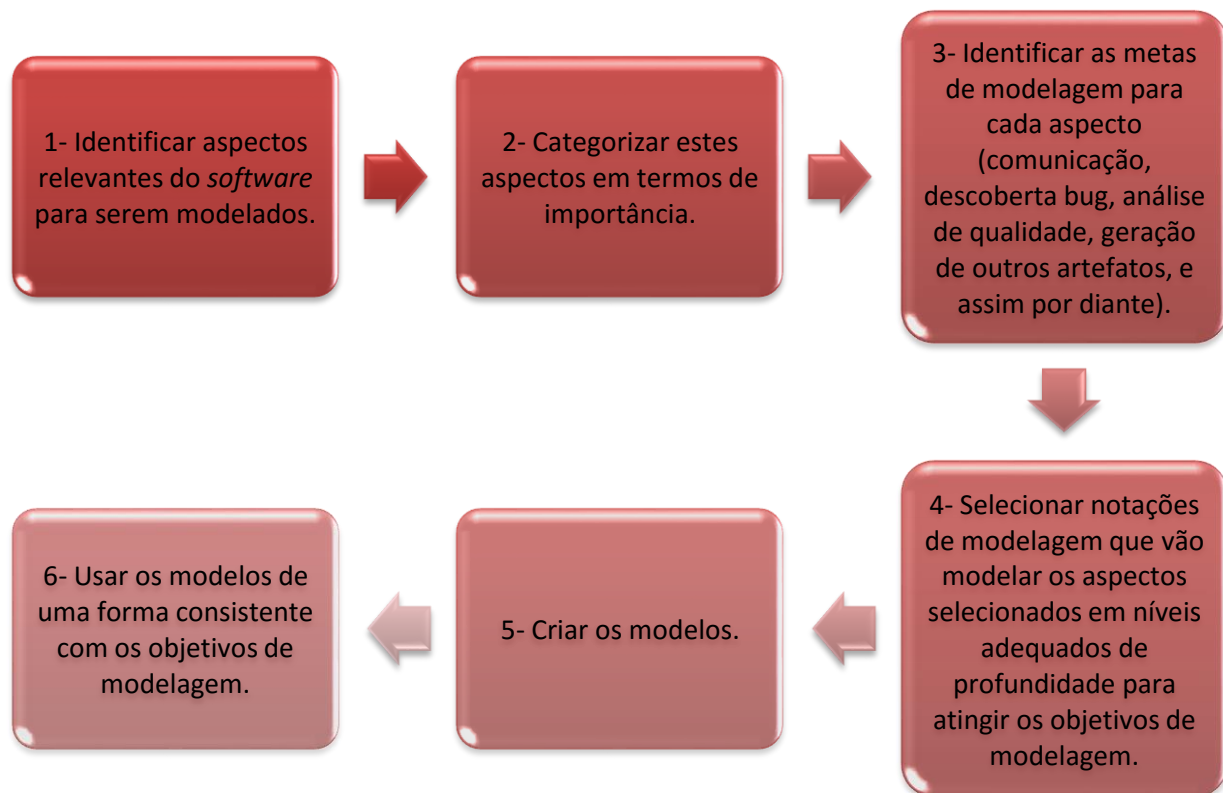 1- Identificar aspectos
relevantes do software
para serem modelados.
2- Categorizar estes
aspectos em termos de
importância.
3- Identificar as metas
de modelagem para
cada aspecto
(comunicação,
descoberta bug, análise
de qualidade, geração
de outros artefatos, e
assim por diante).
4- Selecionar notações
de modelagem que vão
modelar os aspectos
selecionados em níveis
adequados de
profundidade para
atingir os objetivos de
modelagem.
5- Criar os modelos.
6- Usar os modelos de
uma forma consistente
com os objetivos de
modelagem.